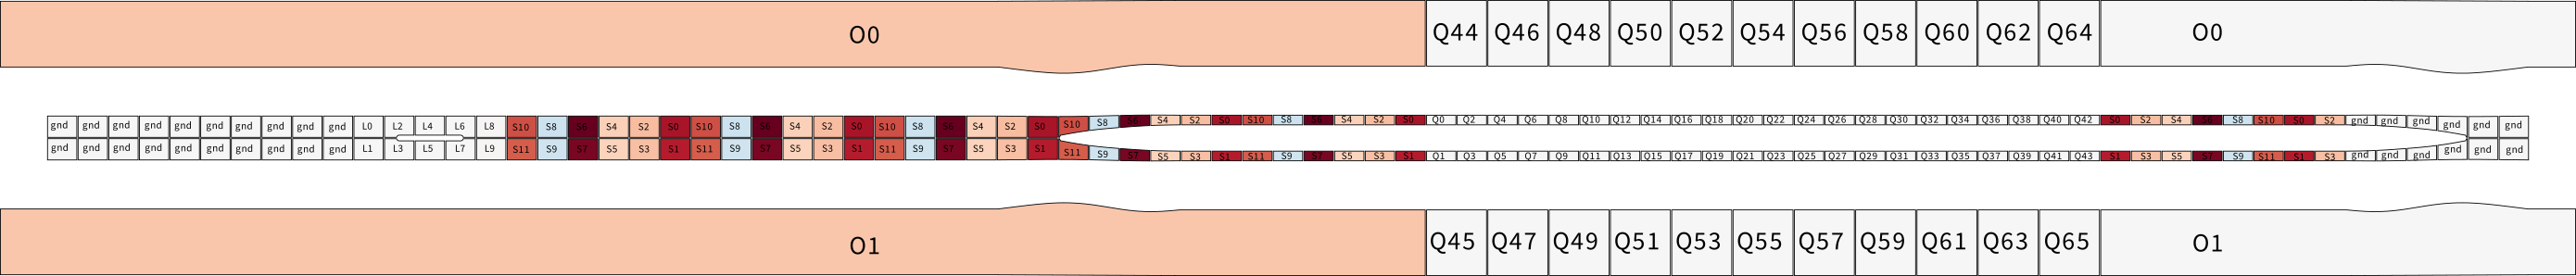 O0 Q44 Q46 Q48 Q50 Q52 Q54 Q56 Q58 Q60 Q62 Q64 O0
gnd gnd gnd gnd gnd gnd gnd gnd gnd gnd L0 L2 L4 L6 L8 S10 S8 S6 S4 S2 S0 S10 S8 S6 S4 S2 S0 S10 S8 S6 S4 S2 S0 S10 S8 S6 S4 S2 S0 S10 S8 S6 S4 S2 S0 Q0 Q2 Q4 Q6 Q8 Q10 Q12 Q14 Q16 Q18 Q20 Q22 Q24 Q26 Q28 Q30 Q32 Q34 Q36 Q38 Q40 Q42 S0 S2 S4 S6 S8 S10 S0 S2 gnd gnd gnd gnd gnd gnd
gnd gnd gnd gnd gnd gnd gnd gnd gnd gnd L1 L3 L5 L7 L9 S11 S9 S7 S5 S3 S1 S11 S9 S7 S5 S3 S1 S11 S9 S7 S5 S3 S1 S11 S9 S7 S5 S3 S1 S11 S9 S7 S5 S3 S1 Q1 Q3 Q5 Q7 Q9 Q11 Q13 Q15 Q17 Q19 Q21 Q23 Q25 Q27 Q29 Q31 Q33 Q35 Q37 Q39 Q41 Q43 S1 S3 S5 S7 S9 S11 S1 S3 gnd gnd gnd gnd gnd gnd
O1 Q45 Q47 Q49 Q51 Q53 Q55 Q57 Q59 Q61 Q63 Q65 O1